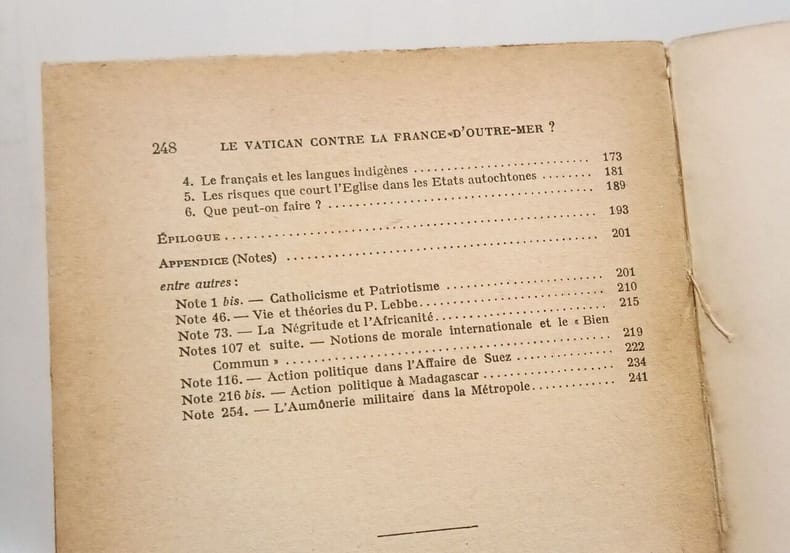 248 LE VATICAN CONTRE LA FRANCE D'OUTRE-MER ?
4. Le français et les langues indigènes ........................ 173
5. Les risques que court l'Eglise dans les Etats autochtones ........ 181
6. Que peut-on faire ? .................................... 189
ÉPILOGUE .................................................. 193
APPENDICE (Notes) .......................................... 201
entre autres :
Note 1 bis. — Catholicisme et Patriotisme ...................... 201
Note 46. — Vie et théories du P. Lebbe........................ 210
Note 73. — La Négritude et l'Africanité........................ 215
Notes 107 et suite. — Notions de morale internationale et le « Bien
Commun » .............................................. 219
Note 116. — Action politique dans l'Affaire de Suez .............. 222
Note 216 bis. — Action politique à Madagascar .................. 234
Note 254. — L'Aumônerie militaire dans la Métropole............ 241